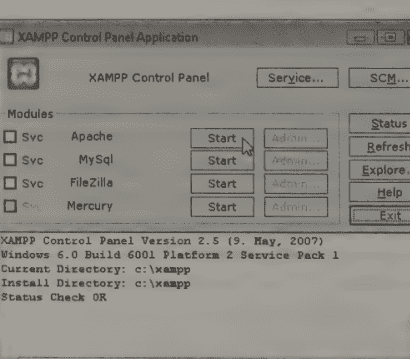 XAMPP Control Panel Application
XAMPP Control Panel
Service...
SCM...
Modules
Svc Apache Start Admin...
Svc MySql Start Admin...
Svc FileZilla Start Admin...
Svc Mercury Start Admin...
Status
Refresh
Explore...
Help
Exit
XAMPP Control Panel Version 2.5 (9. May, 2007)
Windows 6.0 Build 6001 Platform 2 Service Pack 1
Current Directory: c:\xampp
Install Directory: c:\xampp
Status Check OK